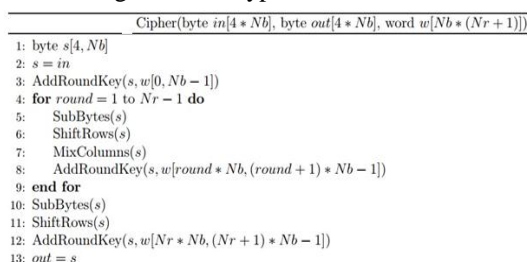 Cipher(byte in[4 * Nb], byte out[4 * Nb], word w[Nb * (Nr + 1)])
1: byte s[4, Nb]
2: s = in
3: AddRoundKey(s, w[0, Nb − 1])
4: for round = 1 to Nr − 1 do
5: SubBytes(s)
6: ShiftRows(s)
7: MixColumns(s)
8: AddRoundKey(s, w[round * Nb, (round + 1) * Nb − 1])
9: end for
10: SubBytes(s)
11: ShiftRows(s)
12: AddRoundKey(s, w[Nr * Nb, (Nr + 1) * Nb − 1])
13: out = s